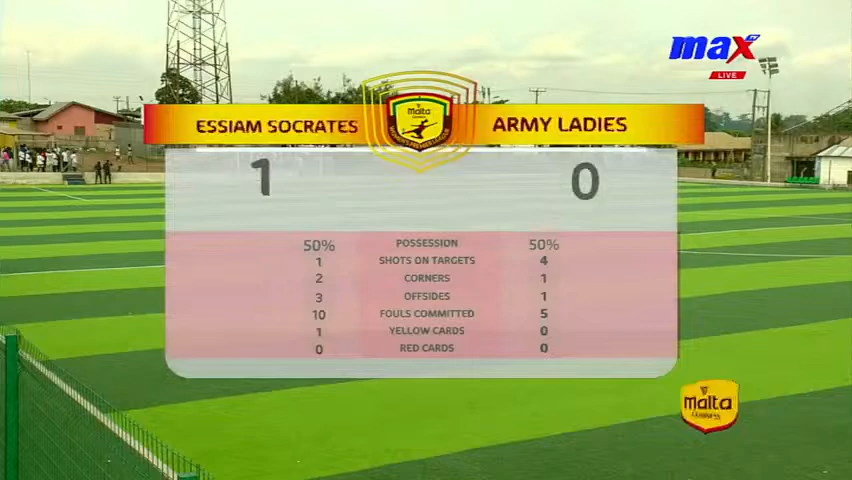 max TV
LIVE
ESSIAM SOCRATES
Malta
ARMY LADIES
1
0
50% POSSESSION 50%
1 SHOTS ON TARGETS 4
2 CORNERS 1
3 OFFSIDES 1
10 FOULS COMMITTED 5
1 YELLOW CARDS 0
0 RED CARDS 0
Malta
GUINNESS